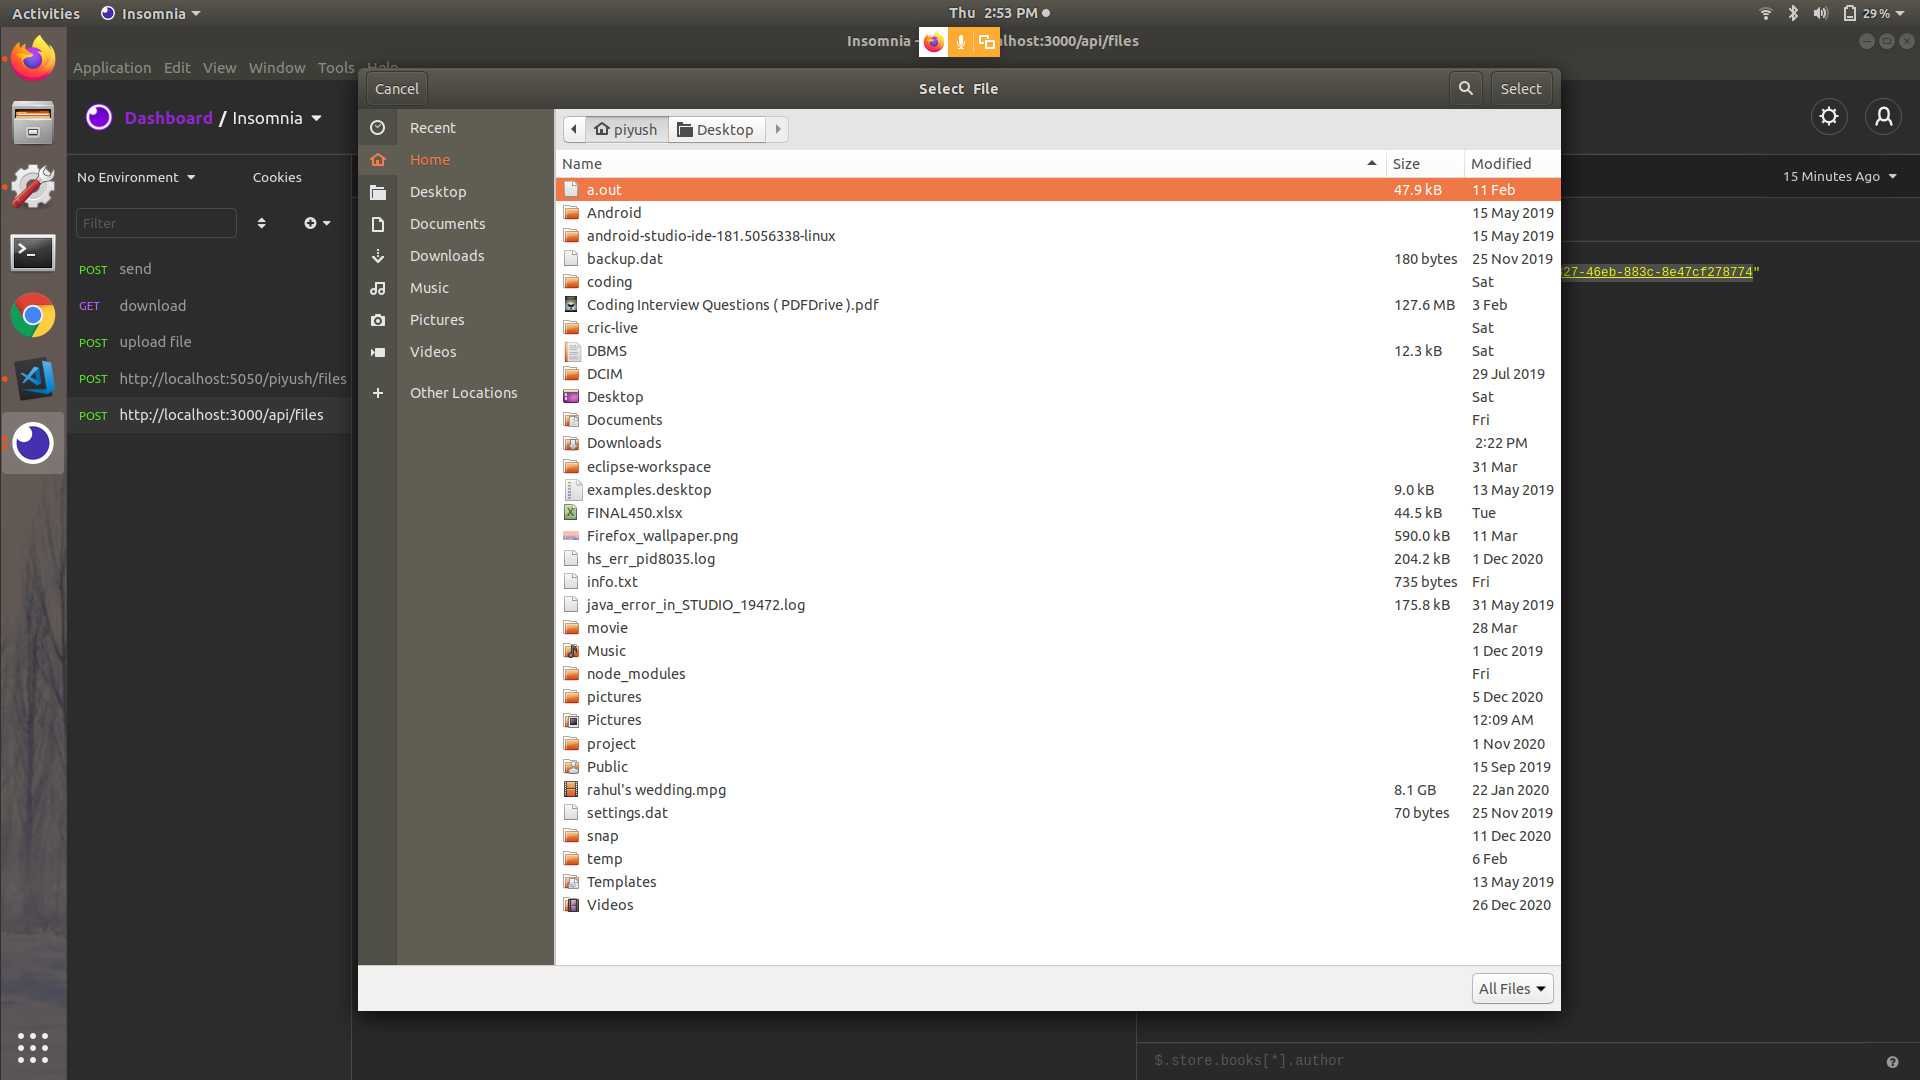 Activities Insomnia Thu 2:53 PM 29 %
Insomnia - lhost:3000/api/files
Application Edit View Window Tools Help
Cancel Select File Select
Dashboard / Insomnia
No Environment Cookies
15 Minutes Ago
Filter
POST send
GET download
POST upload file
POST http://localhost:5050/piyush/files
POST http://localhost:3000/api/files
Recent
Home
Desktop
Documents
Downloads
Music
Pictures
Videos
Other Locations
piyush Desktop
Name Size Modified
a.out 47.9 kB 11 Feb
Android 15 May 2019
android-studio-ide-181.5056338-linux 15 May 2019
backup.dat 180 bytes 25 Nov 2019
coding Sat
Coding Interview Questions ( PDFDrive ).pdf 127.6 MB 3 Feb
cric-live Sat
DBMS 12.3 kB Sat
DCIM 29 Jul 2019
Desktop Sat
Documents Fri
Downloads 2:22 PM
eclipse-workspace 31 Mar
examples.desktop 9.0 kB 13 May 2019
FINAL450.xlsx 44.5 kB Tue
Firefox_wallpaper.png 590.0 kB 11 Mar
hs_err_pid8035.log 204.2 kB 1 Dec 2020
info.txt 735 bytes Fri
java_error_in_STUDIO_19472.log 175.8 kB 31 May 2019
movie 28 Mar
Music 1 Dec 2019
node_modules Fri
pictures 5 Dec 2020
Pictures 12:09 AM
project 1 Nov 2020
Public 15 Sep 2019
rahul's wedding.mpg 8.1 GB 22 Jan 2020
settings.dat 70 bytes 25 Nov 2019
snap 11 Dec 2020
temp 6 Feb
Templates 13 May 2019
Videos 26 Dec 2020
All Files
27-46eb-883c-8e47cf278774"
$.store.books[*].author